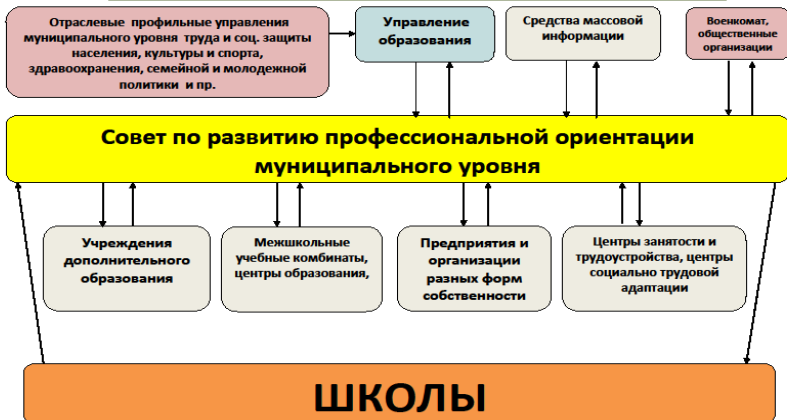 Отраслевые профильные управления
муниципального уровня труда и соц. защиты
населения, культуры и спорта,
здравоохранения, семейной и молодежной
политики и пр.
Управление
образования
Средства массовой
информации
Военкомат,
общественные
организации
Совет по развитию профессиональной ориентации
муниципального уровня
Учреждения
дополнительного
образования
Межшкольные
учебные комбинаты,
центры образования,
Предприятия и
организации
разных форм
собственности
Центры занятости и
трудоустройства, центры
социально трудовой
адаптации
ШКОЛЫ